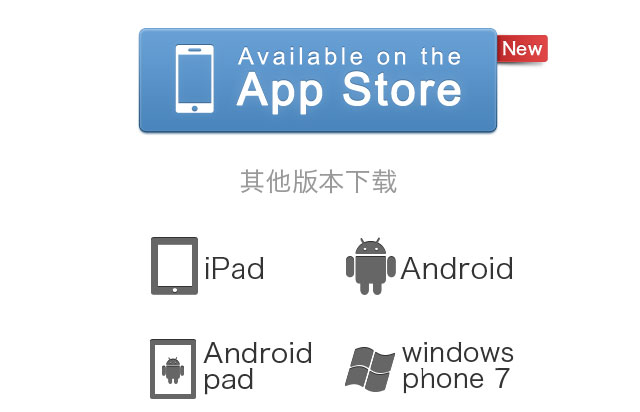 Available on the
App Store
New
其他版本下载
iPad
Android
Android
pad
windows
phone 7